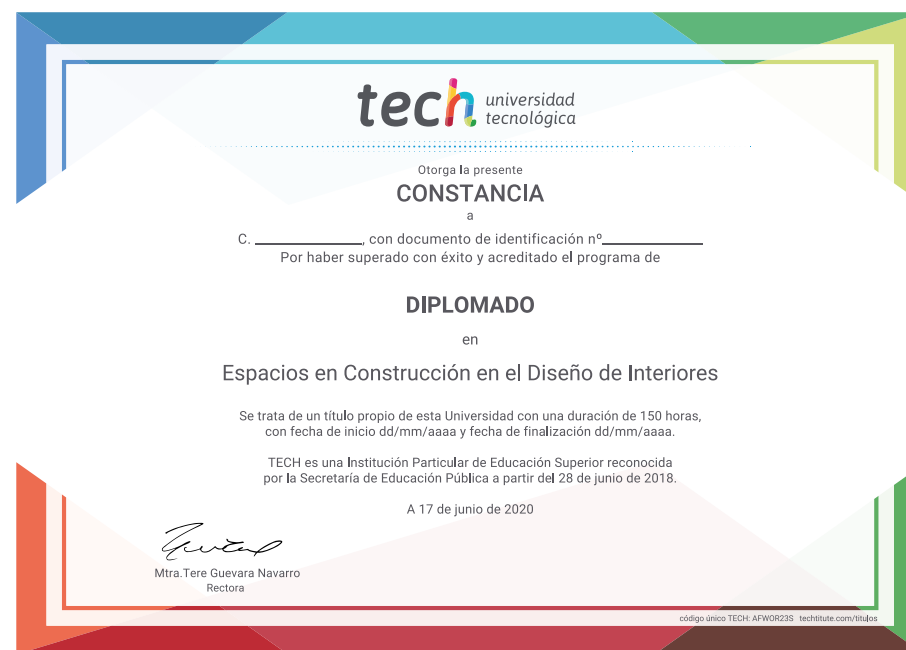 tech universidad
tecnológica
Otorga la presente
CONSTANCIA
a
C. ____________, con documento de identificación nº____________
Por haber superado con éxito y acreditado el programa de
DIPLOMADO
en
Espacios en Construcción en el Diseño de Interiores
Se trata de un título propio de esta Universidad con una duración de 150 horas,
con fecha de inicio dd/mm/aaaa y fecha de finalización dd/mm/aaaa.
TECH es una Institución Particular de Educación Superior reconocida
por la Secretaría de Educación Pública a partir del 28 de junio de 2018.
A 17 de junio de 2020
Mtra.Tere Guevara Navarro
Rectora
código único TECH: AFWOR23S techtitute.com/titulos